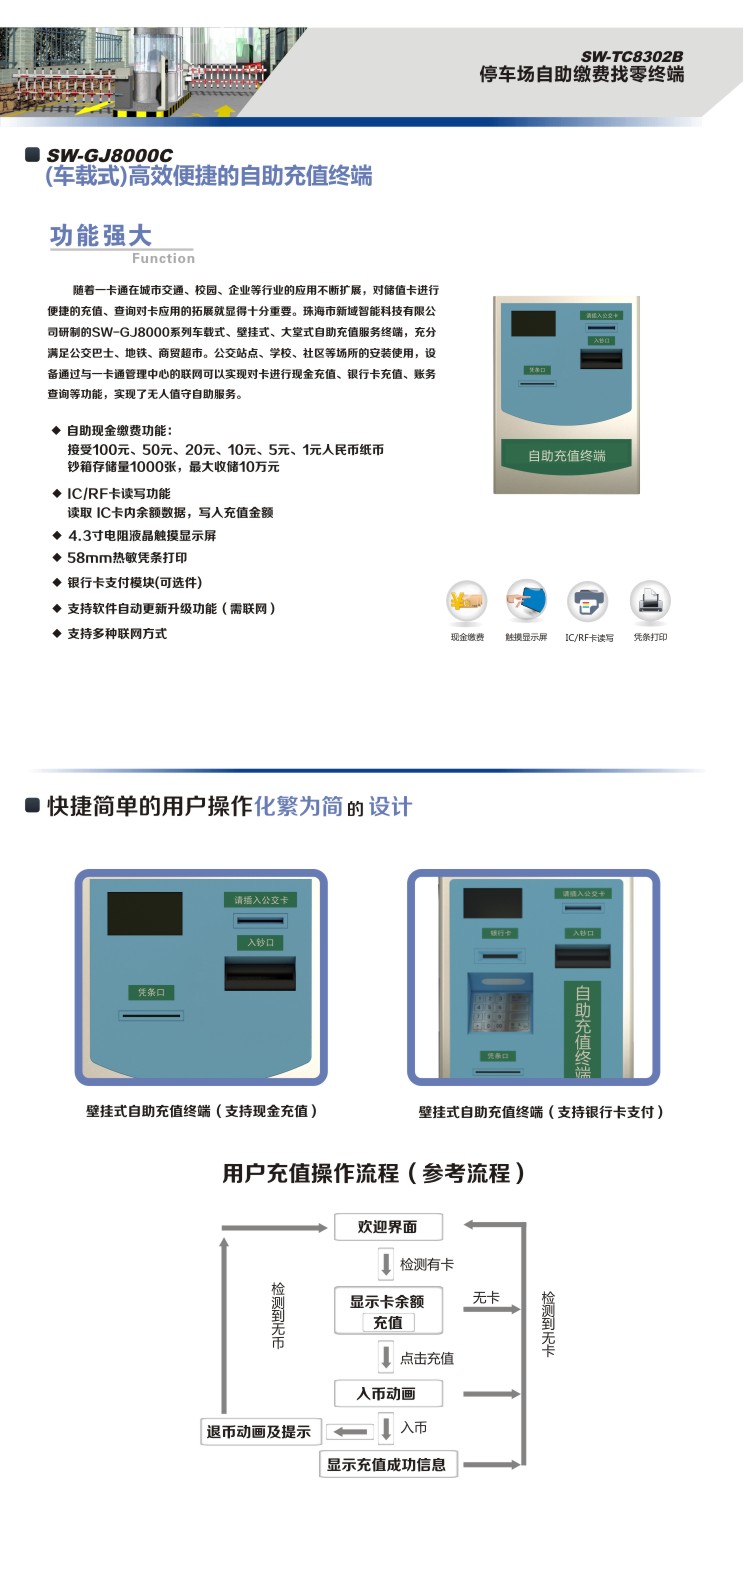 SW-TC8302B
停车场自助缴费找零终端
SW-GJ8000C
(车载式)高效便捷的自助充值终端
功能强大
Function
随着一卡通在城市交通、校园、企业等行业的应用不断扩展，对储值卡进行
便捷的充值、查询对卡应用的拓展就显得十分重要。珠海市新域智能科技有限公
司研制的SW-GJ8000系列车载式、壁挂式、大堂式自助充值服务终端，充分
满足公交巴士、地铁、商贸超市。公交站点、学校、社区等场所的安装使用，设
备通过与一卡通管理中心的联网可以实现对卡进行现金充值、银行卡充值、账务
查询等功能，实现了无人值守自助服务。
◆ 自助现金缴费功能：
接受100元、50元、20元、10元、5元、1元人民币纸币
钞箱存储量1000张，最大收储10万元
◆ IC/RF卡读写功能
读取 IC卡内余额数据，写人充值金额
◆ 4.3寸电阻液晶触摸显示屏
◆ 58mm热敏凭条打印
◆ 银行卡支付模块(可选件)
◆ 支持软件自动更新升级功能（需联网）
◆ 支持多种联网方式
请插入公交卡
入钞口
凭条口
自助充值终端
现金缴费
触摸显示屏
IC/RF卡读写
凭条打印
快捷简单的用户操作化繁为简的设计
请插入公交卡
入钞口
凭条口
请插入公交卡
银行卡
入钞口
自助充值终端
凭条口
壁挂式自助充值终端（支持现金充值）
壁挂式自助充值终端（支持银行卡支付）
用户充值操作流程（参考流程）
欢迎界面
检测有卡
检测到无币
显示卡余额
充值
无卡
检测到无卡
点击充值
入币动画
退币动画及提示
入币
显示充值成功信息